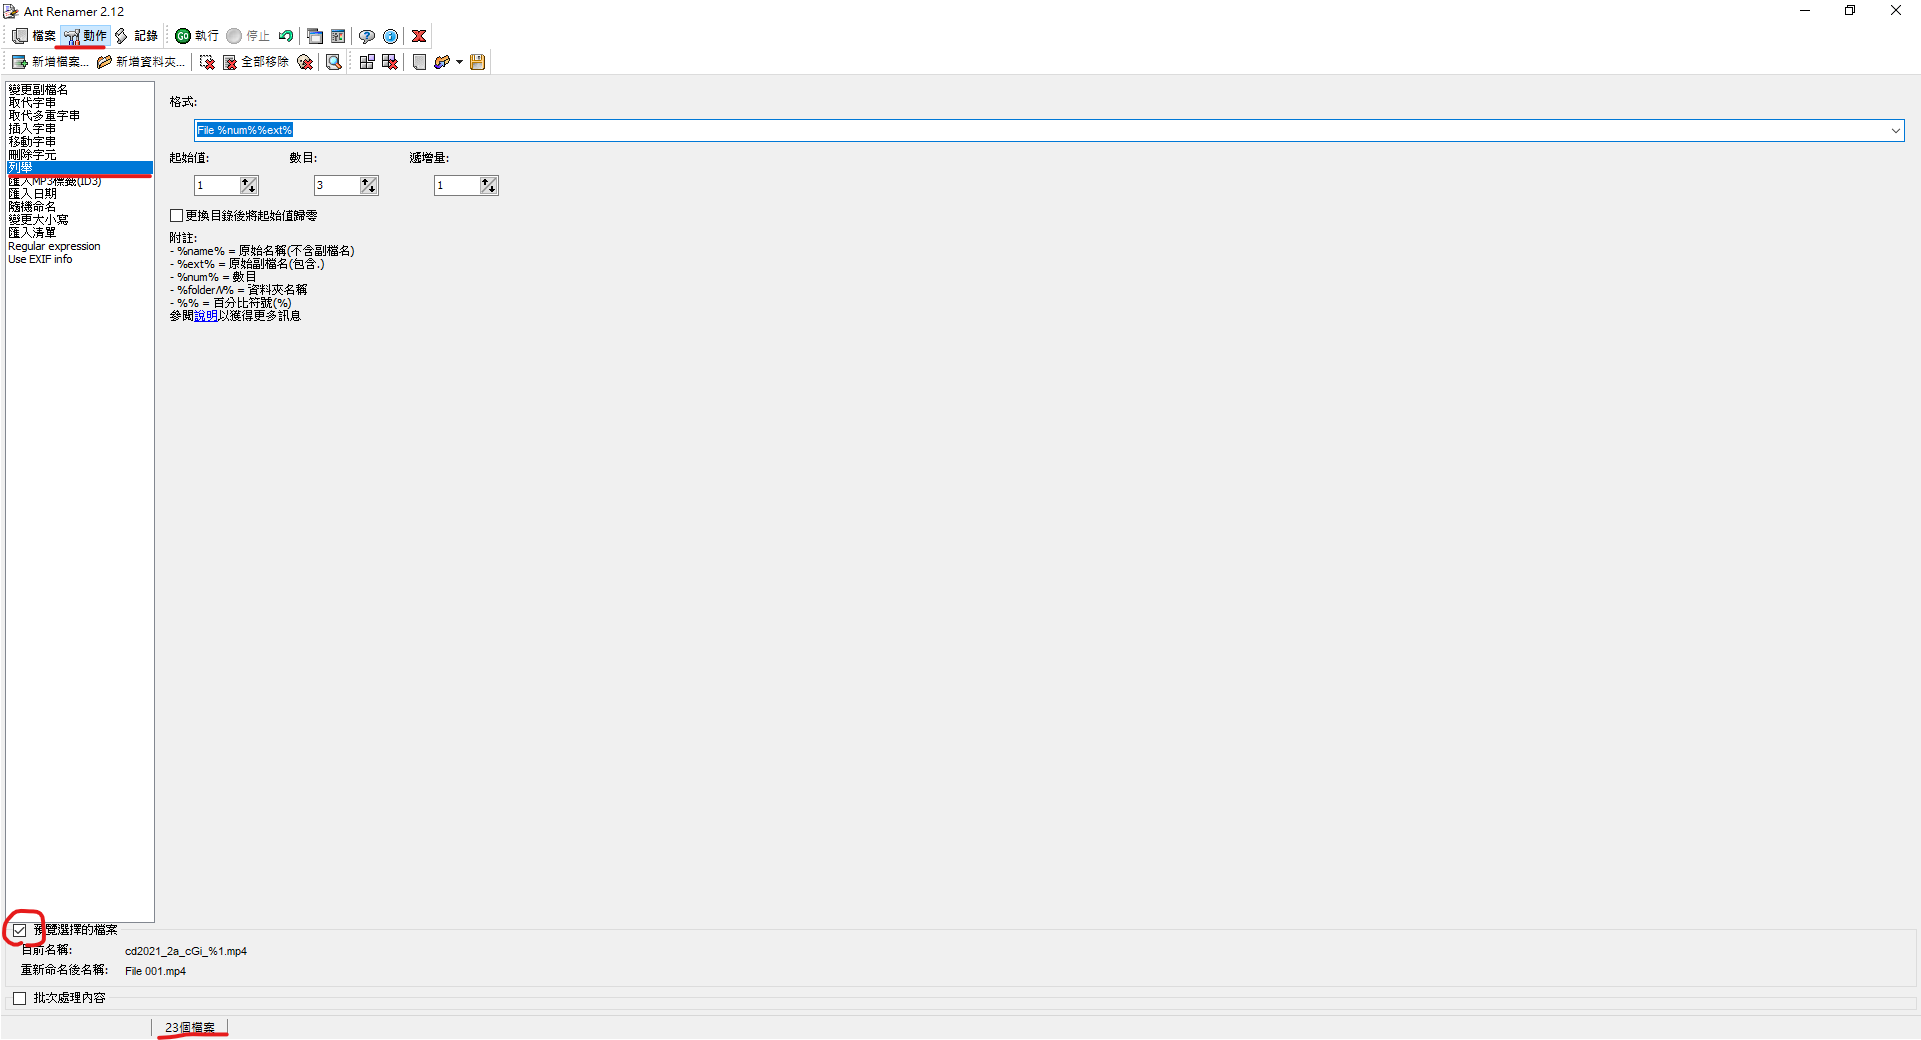 Ant Renamer 2.12
檔案 動作 記錄 執行 停止
新增檔案... 新增資料夾... 全部移除
變更副檔名
取代字串
取代多重字串
插入字串
移動字串
刪除字元
列舉
匯入MP3標籤(ID3)
匯入日期
隨機命名
變更大小寫
匯入清單
Regular expression
Use EXIF info
格式:
File %num%%ext%
起始值: 數目: 遞增量:
1 3 1
更換目錄後將起始值歸零
附註:
- %name% = 原始名稱(不含副檔名)
- %ext% = 原始副檔名(包含.)
- %num% = 數目
- %folder/\/% = 資料夾名稱
- %% = 百分比符號(%)
參閱說明以獲得更多訊息
預覽選擇的檔案
目前名稱: cd2021_2a_cGi_%1.mp4
重新命名後名稱: File 001.mp4
批次處理內容
23個檔案